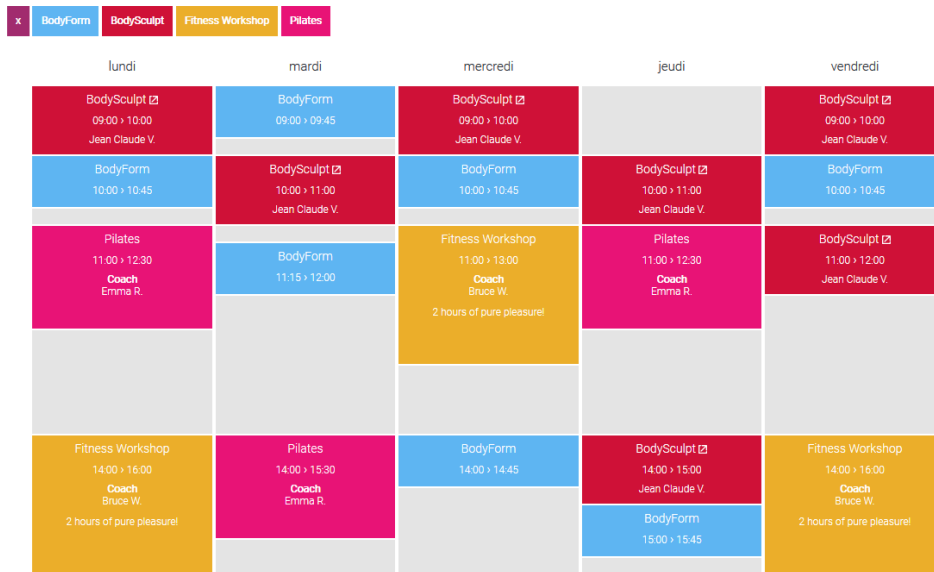 x BodyForm BodySculpt Fitness Workshop Pilates
lundi mardi mercredi jeudi vendredi
BodySculpt
09:00 › 10:00
Jean Claude V.
BodyForm
10:00 › 10:45
Pilates
11:00 › 12:30
Coach
Emma R.
Fitness Workshop
14:00 › 16:00
Coach
Bruce W.
2 hours of pure pleasure!
BodyForm
09:00 › 09:45
BodySculpt
10:00 › 11:00
Jean Claude V.
BodyForm
11:15 › 12:00
Pilates
14:00 › 15:30
Coach
Emma R.
BodySculpt
09:00 › 10:00
Jean Claude V.
BodyForm
10:00 › 10:45
Fitness Workshop
11:00 › 13:00
Coach
Bruce W.
2 hours of pure pleasure!
BodyForm
14:00 › 14:45
BodySculpt
10:00 › 11:00
Jean Claude V.
Pilates
11:00 › 12:30
Coach
Emma R.
BodySculpt
14:00 › 15:00
Jean Claude V.
BodyForm
15:00 › 15:45
BodySculpt
09:00 › 10:00
Jean Claude V.
BodyForm
10:00 › 10:45
BodySculpt
11:00 › 12:00
Jean Claude V.
Fitness Workshop
14:00 › 16:00
Coach
Bruce W.
2 hours of pure pleasure!